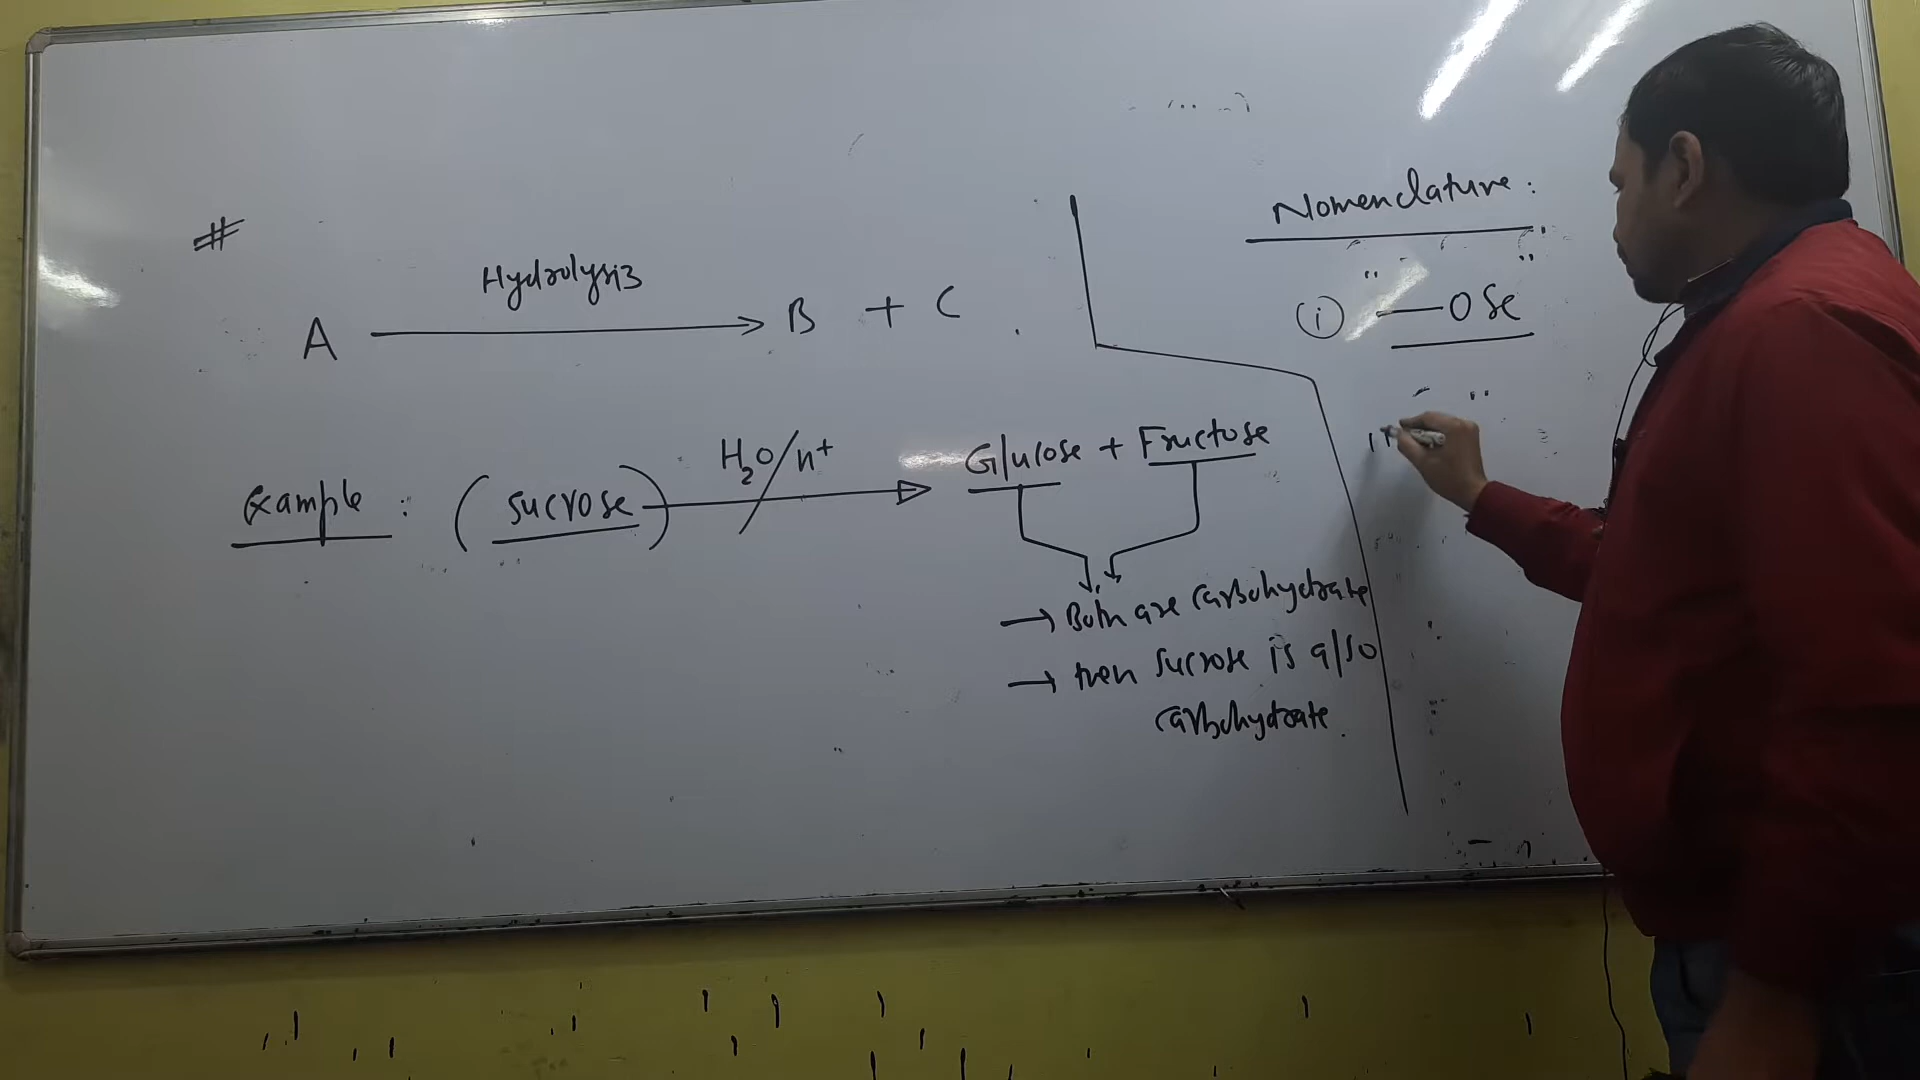 #
Hydrolysis
A → B + C
Example : (sucrose) H₂O/H⁺ → Glucose + Fructose
→ Both are carbohydrate
→ then sucrose is also
carbohydrate.
Nomenclature :
(i) —ose